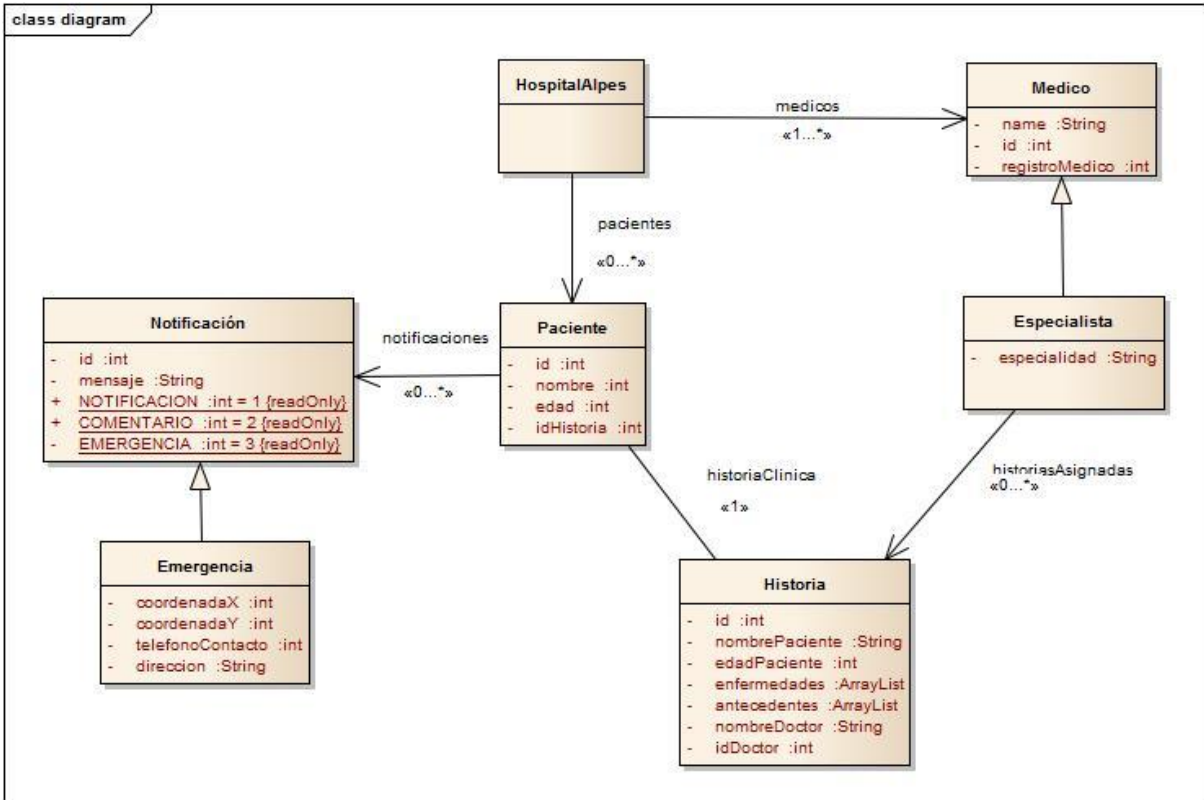 class diagram
HospitalAlpes
medicos
«1...*»
Medico
- name :String
- id :int
- registroMedico :int
pacientes
«0...*»
Notificación
- id :int
- mensaje :String
+ NOTIFICACION :int = 1 {readOnly}
+ COMENTARIO :int = 2 {readOnly}
- EMERGENCIA :int = 3 {readOnly}
notificaciones
«0...*»
Paciente
- id :int
- nombre :int
- edad :int
- idHistoria :int
Especialista
- especialidad :String
historiaClinica
«1»
historiasAsignadas
«0...*»
Emergencia
- coordenadaX :int
- coordenadaY :int
- telefonoContacto :int
- direccion :String
Historia
- id :int
- nombrePaciente :String
- edadPaciente :int
- enfermedades :ArrayList
- antecedentes :ArrayList
- nombreDoctor :String
- idDoctor :int